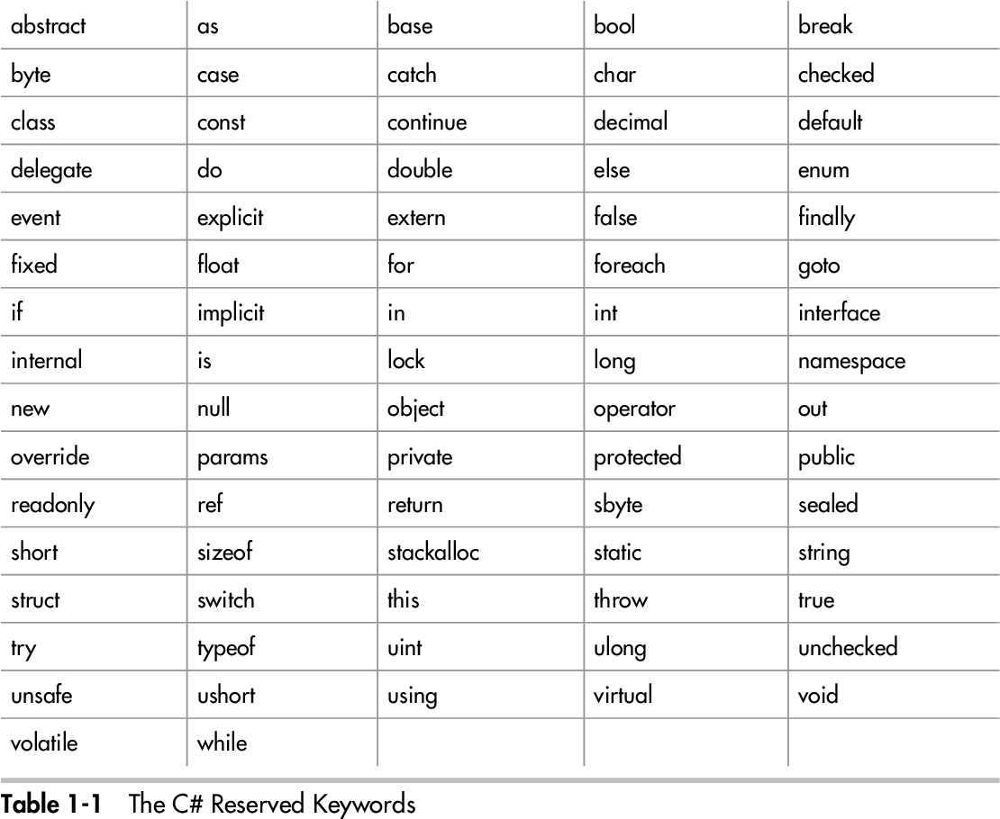 abstract as base bool break
byte case catch char checked
class const continue decimal default
delegate do double else enum
event explicit extern false finally
fixed float for foreach goto
if implicit in int interface
internal is lock long namespace
new null object operator out
override params private protected public
readonly ref return sbyte sealed
short sizeof stackalloc static string
struct switch this throw true
try typeof uint ulong unchecked
unsafe ushort using virtual void
volatile while
Table 1-1 The C# Reserved Keywords